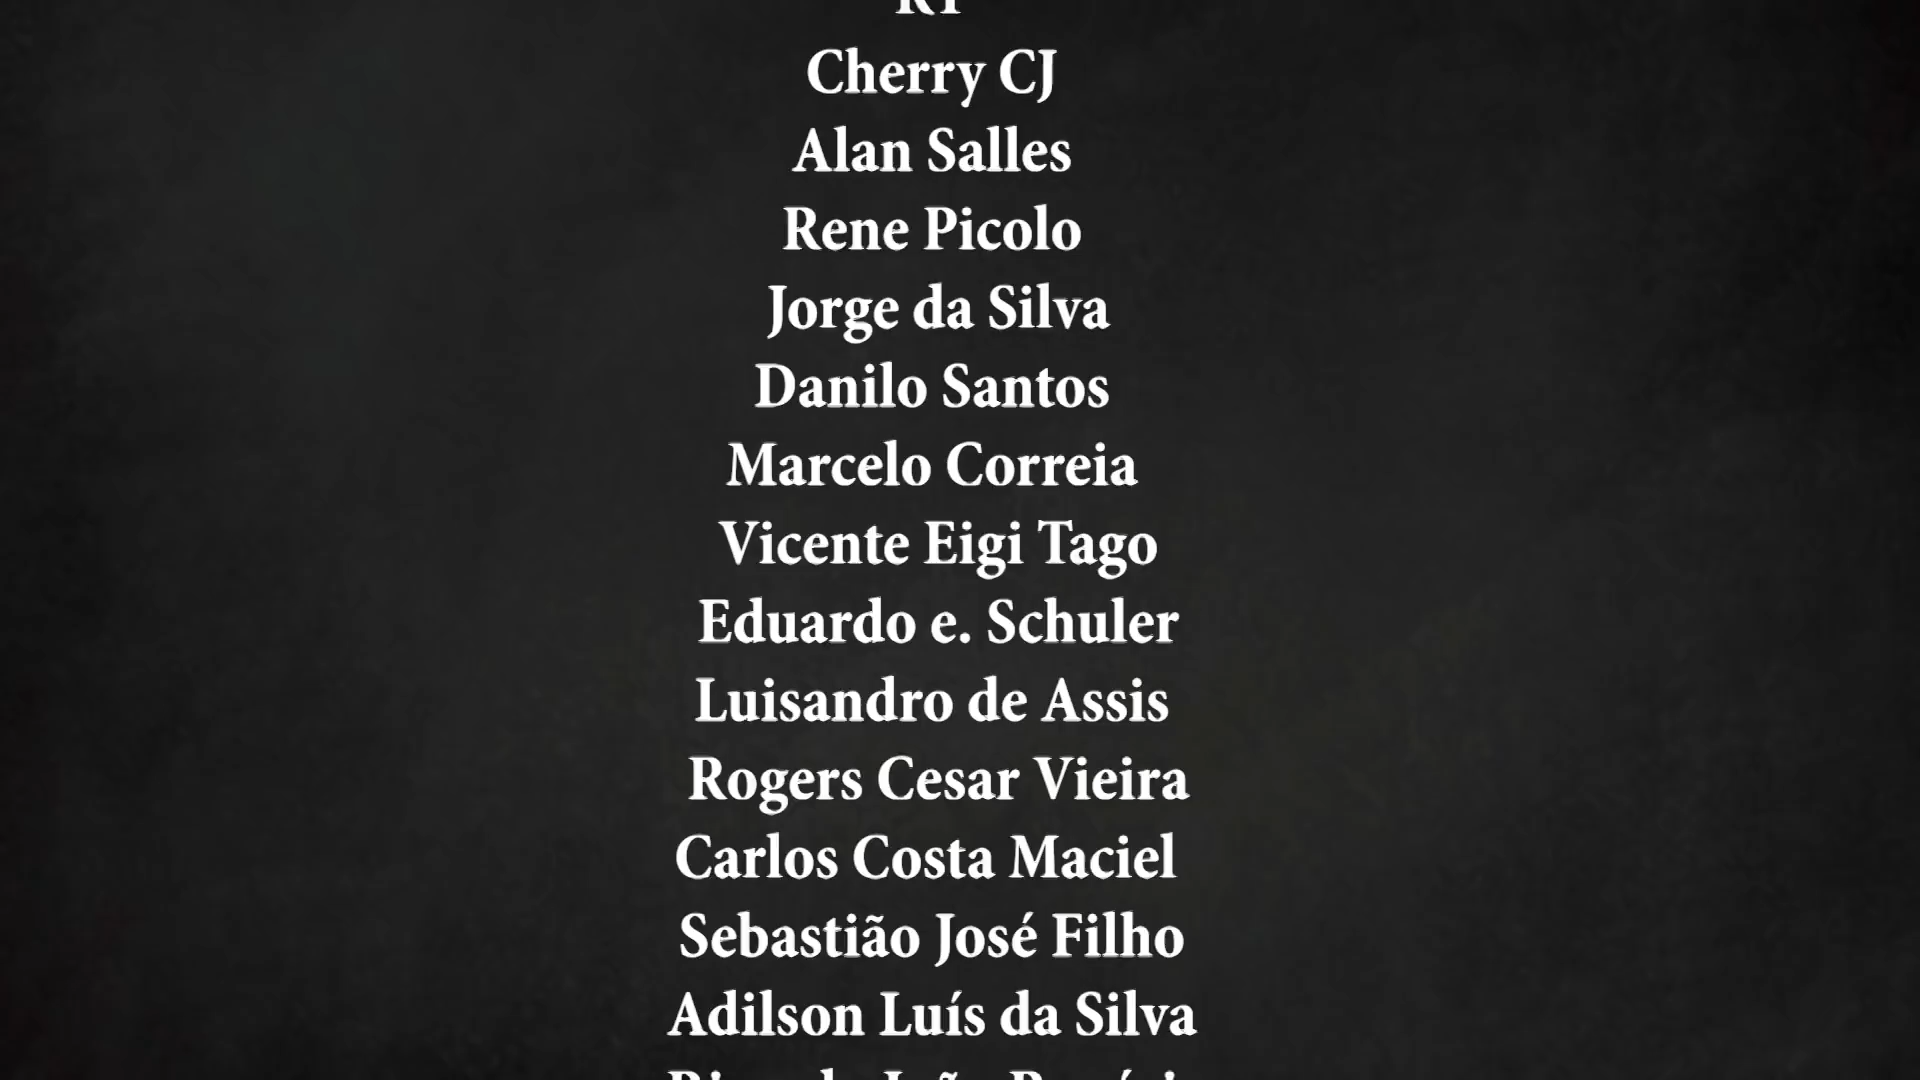 Cherry CJ
Alan Salles
Rene Picolo
Jorge da Silva
Danilo Santos
Marcelo Correia
Vicente Eigi Tago
Eduardo e. Schuler
Luisandro de Assis
Rogers Cesar Vieira
Carlos Costa Maciel
Sebastião José Filho
Adilson Luís da Silva